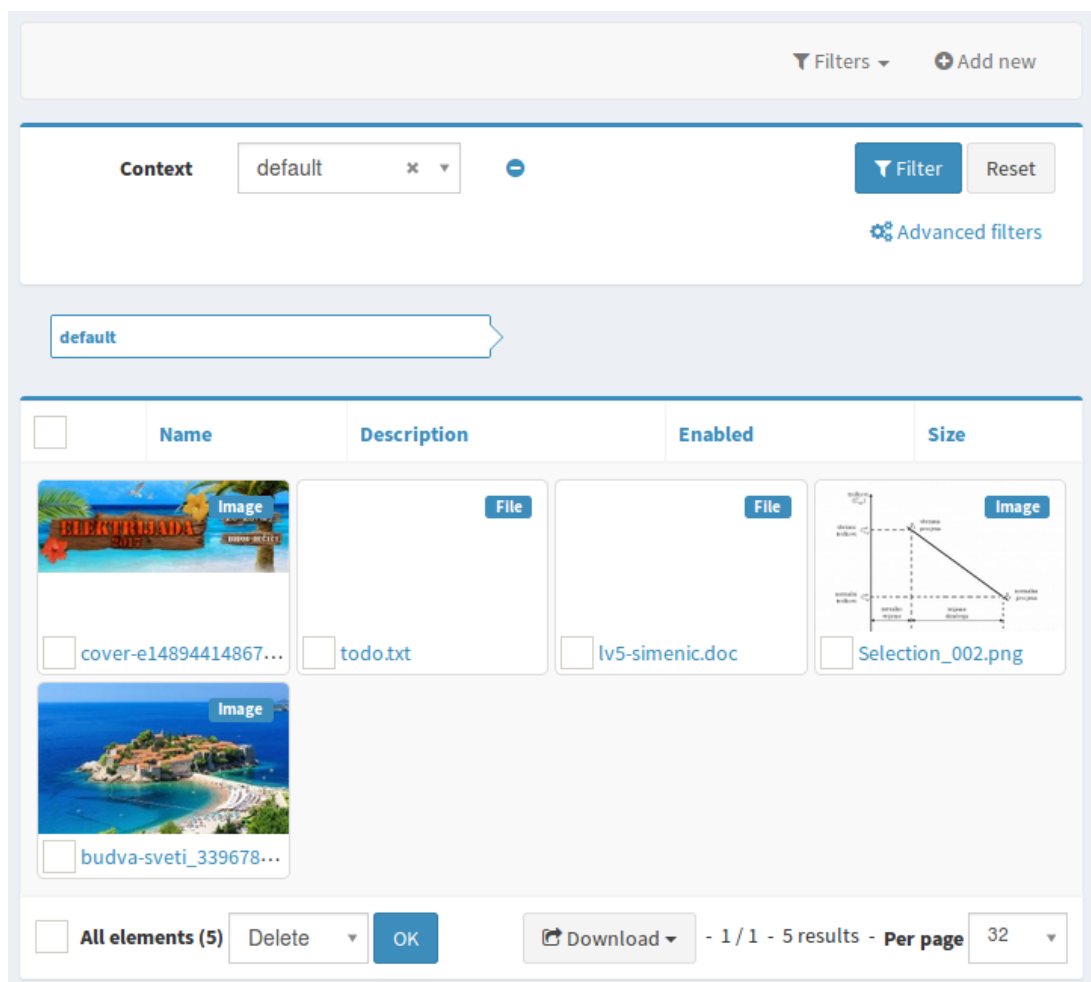 Filters Add new
Context default Filter Reset
Advanced filters
default
Name Description Enabled Size
Image File File Image
ELEKTRIJADA
2017
cover-e14894414867... todo.txt lv5-simenic.doc Selection_002.png
Image
budva-sveti_339678...
All elements (5) Delete OK Download - 1 / 1 - 5 results - Per page 32